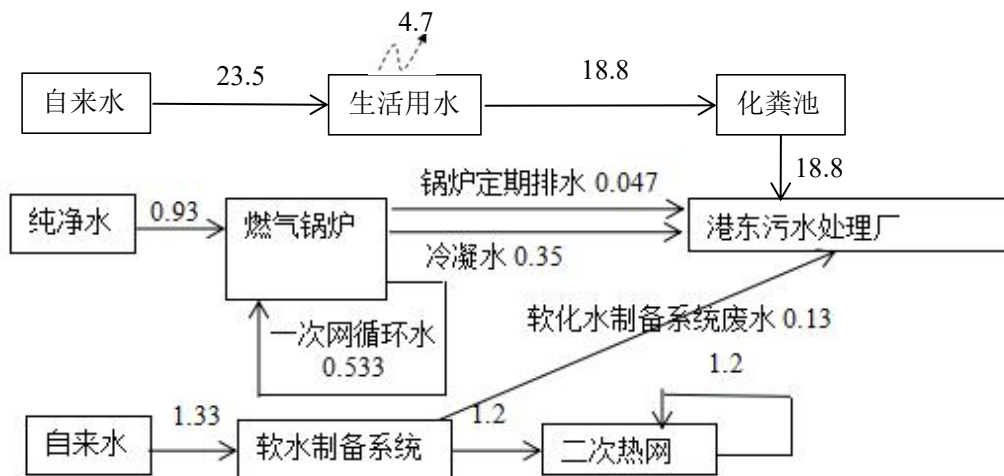 4.7
23.5
18.8
自来水
生活用水
化粪池
18.8
锅炉定期排水 0.047
纯净水
0.93
燃气锅炉
港东污水处理厂
冷凝水 0.35
一次网循环水
0.533
软化水制备系统废水 0.13
1.2
1.33
1.2
自来水
软水制备系统
二次热网